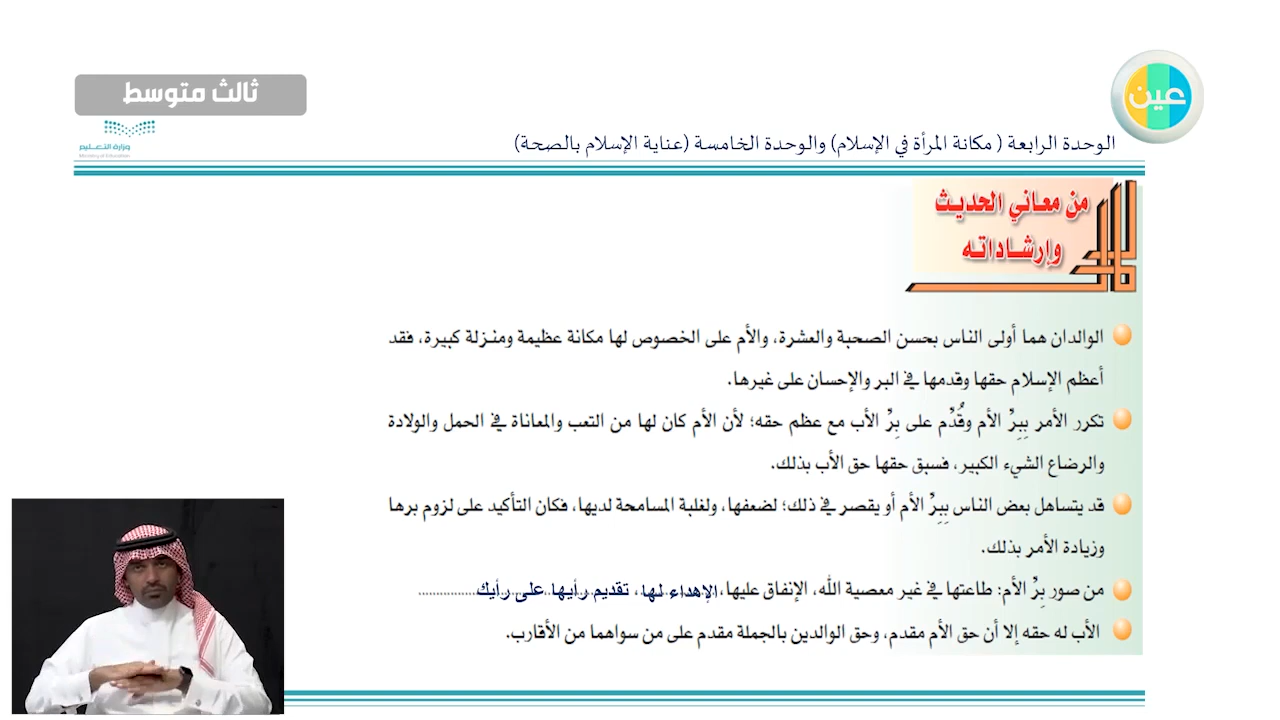 ثالث متوسط
عين
وزارة التعليم
Ministry of Education
الوحدة الرابعة ( مكانة المرأة في الإسلام) والوحدة الخامسة (عناية الإسلام بالصحة)
من معاني الحديث
وإرشاداته
الوالدان هما أولى الناس بحسن الصحبة والعشرة، والأم على الخصوص لها مكانة عظيمة ومنزلة كبيرة، فقد
أعظم الإسلام حقها وقدمها في البر والإحسان على غيرها.
تكرر الأمر بِبِرِّ الأم وقُدِّم على بِرِّ الأب مع عظم حقه؛ لأن الأم كان لها من التعب والمعاناة في الحمل والولادة
والرضاع الشيء الكبير، فسبق حقها حق الأب بذلك.
قد يتساهل بعض الناس بِبِرِّ الأم أو يقصر في ذلك؛ لضعفها، ولغلبة المسامحة لديها، فكان التأكيد على لزوم برها
وزيادة الأمر بذلك.
من صور بِرِّ الأم: طاعتها في غير معصية الله، الإنفاق عليها، الإهداء لها، تقديم رأيها على رأيك
الأب له حقه إلا أن حق الأم مقدم، وحق الوالدين بالجملة مقدم على من سواهما من الأقارب.